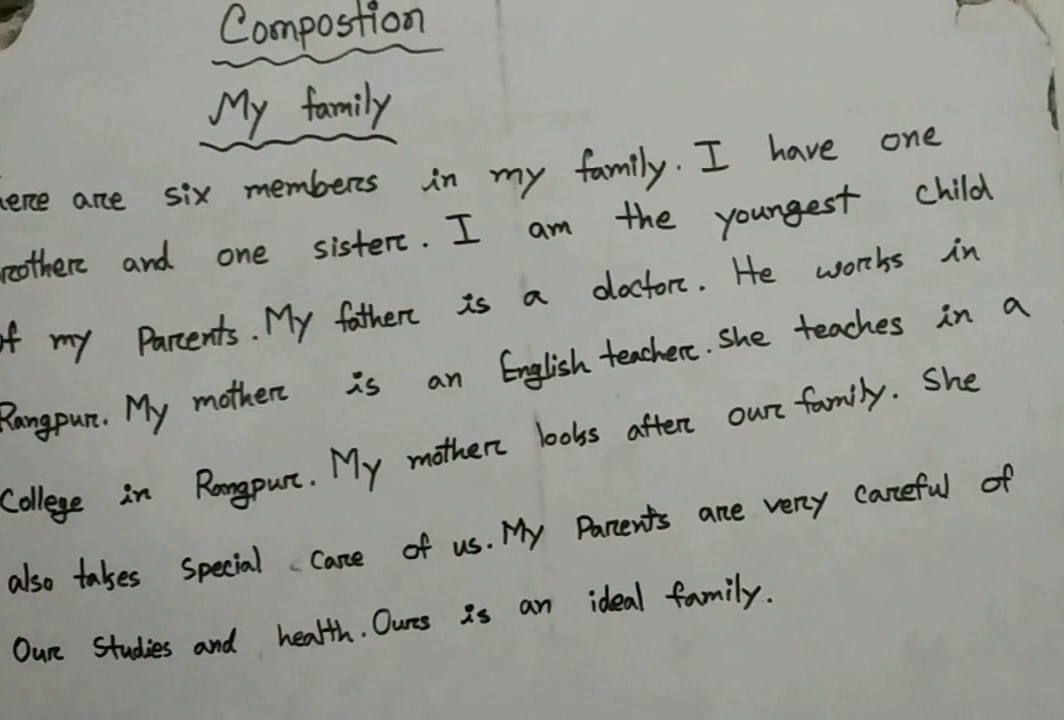 Compostion
My family
ere are six members in my family. I have one
rother and one sister. I am the youngest child
of my Parents. My father is a doctor. He works in
Rangpur. My mother is an English teacher. She teaches in a
College in Rangpur. My mother looks after our family. She
also takes special care of us. My Parents are very careful of
Our Studies and health. Ours is an ideal family.